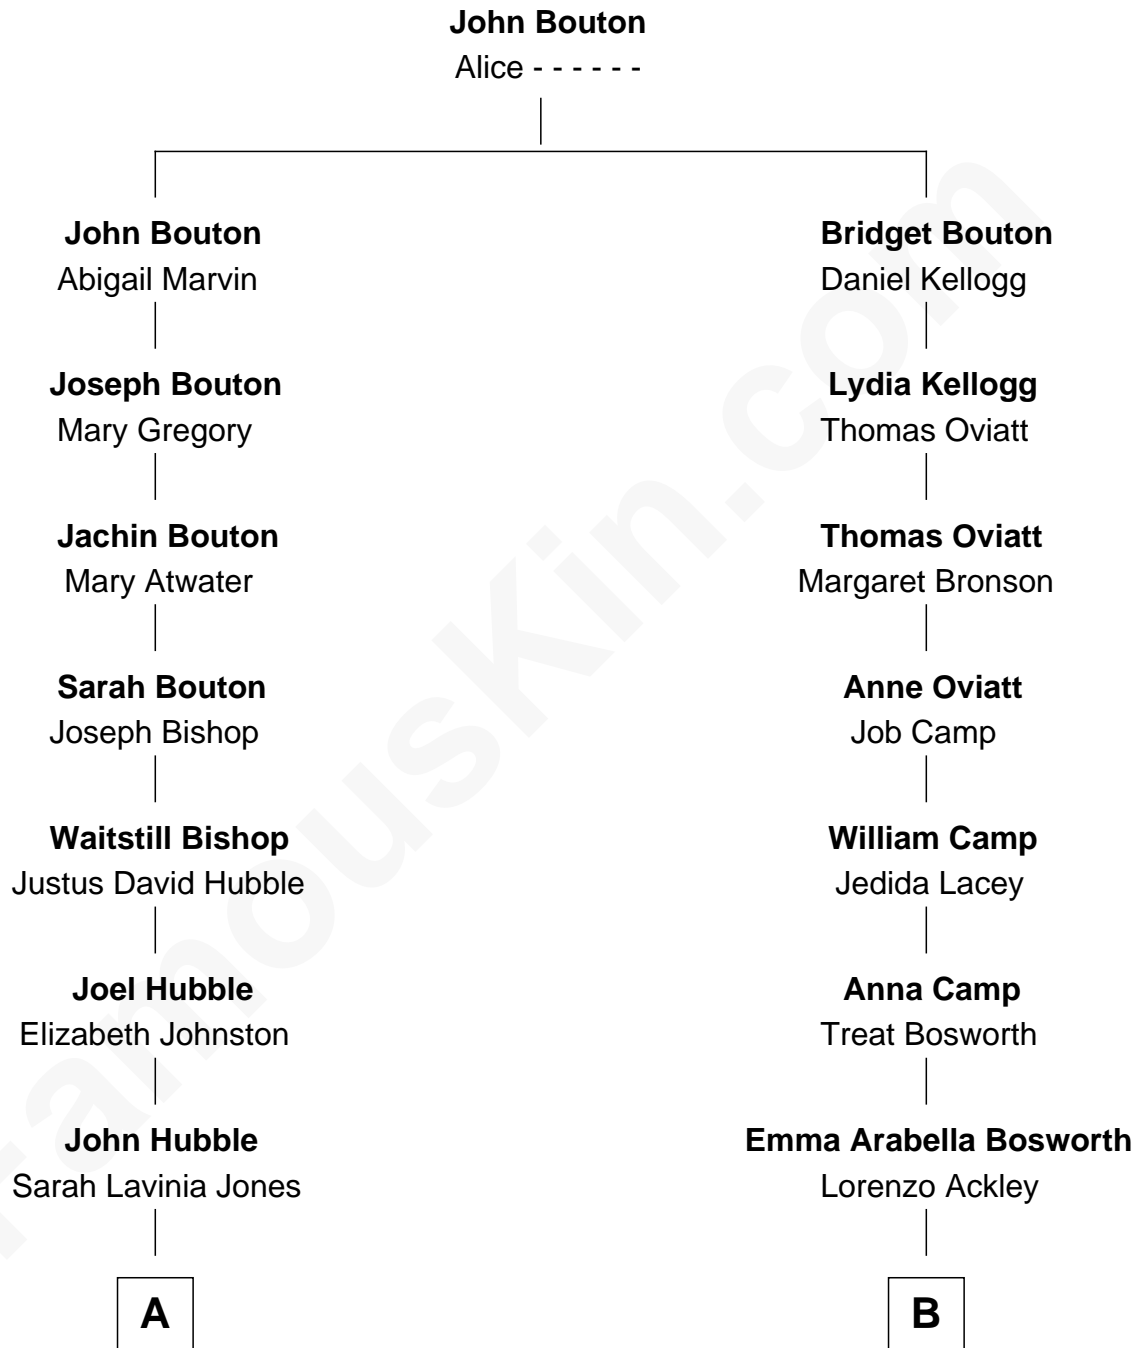 John Bouton
Alice - - - - - -
John Bouton
Abigail Marvin
Bridget Bouton
Daniel Kellogg
Joseph Bouton
Mary Gregory
Lydia Kellogg
Thomas Oviatt
Jachin Bouton
Mary Atwater
Thomas Oviatt
Margaret Bronson
Sarah Bouton
Joseph Bishop
Anne Oviatt
Job Camp
Waitstill Bishop
Justus David Hubble
William Camp
Jedida Lacey
Joel Hubble
Elizabeth Johnston
Anna Camp
Treat Bosworth
John Hubble
Sarah Lavinia Jones
Emma Arabella Bosworth
Lorenzo Ackley
A
B
FamousKin.com